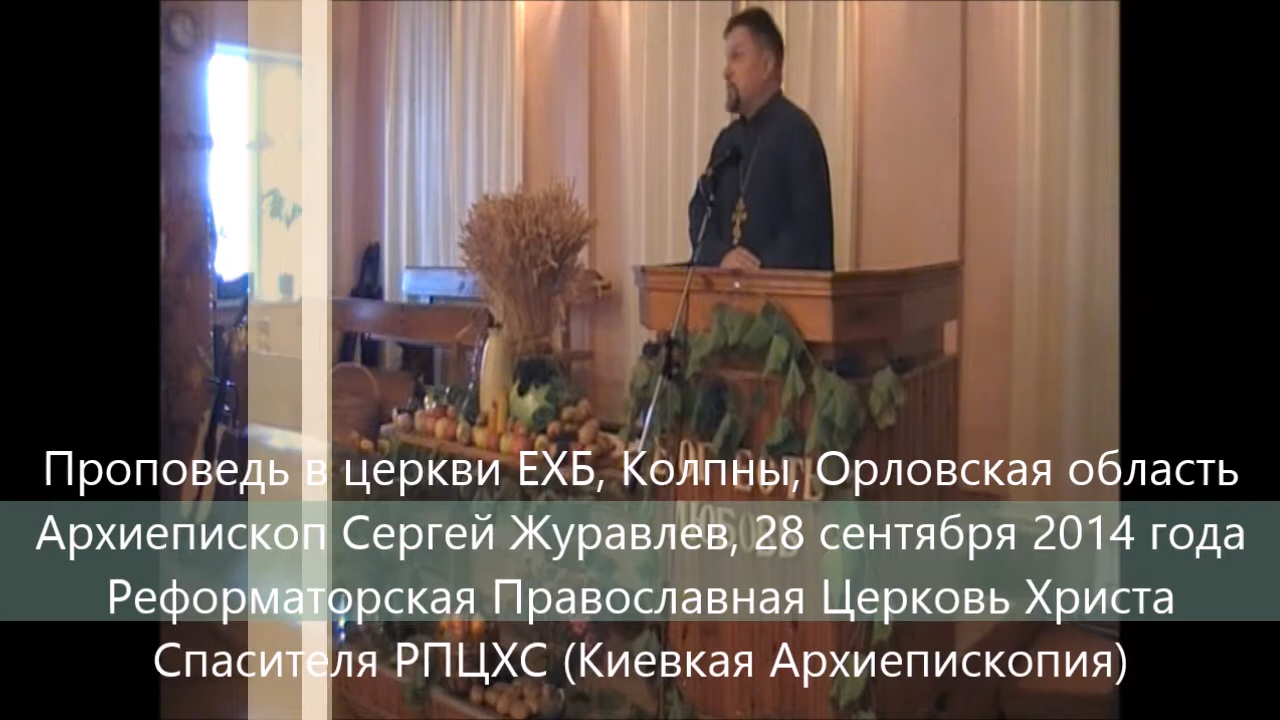 Проповедь в церкви ЕХБ, Колпны, Орловская область
Архиепископ Сергей Журавлев, 28 сентября 2014 года
Реформаторская Православная Церковь Христа
Спасителя РПЦХС (Киевкая Архиепископия)